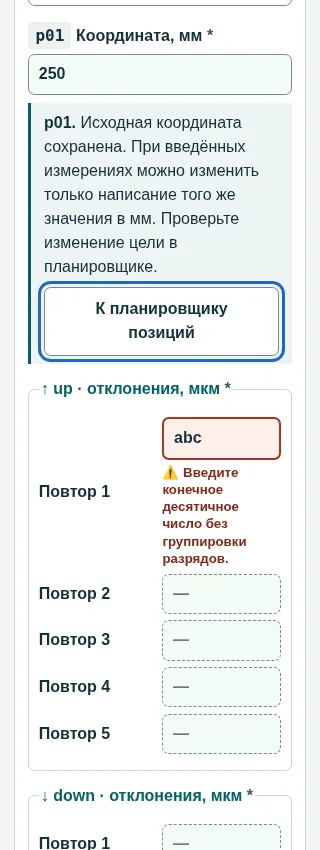 p01 Координата, мм *
250
p01. Исходная координата
сохранена. При введённых
измерениях можно изменить
только написание того же
значения в мм. Проверьте
изменение цели в
планировщике.
К планировщику
позиций
↑ up · отклонения, мкм *
Повтор 1
abc
⚠️ Введите
конечное
десятичное
число без
группировки
разрядов.
Повтор 2
—
Повтор 3
—
Повтор 4
—
Повтор 5
—
↓ down · отклонения, мкм *
Повтор 1
—